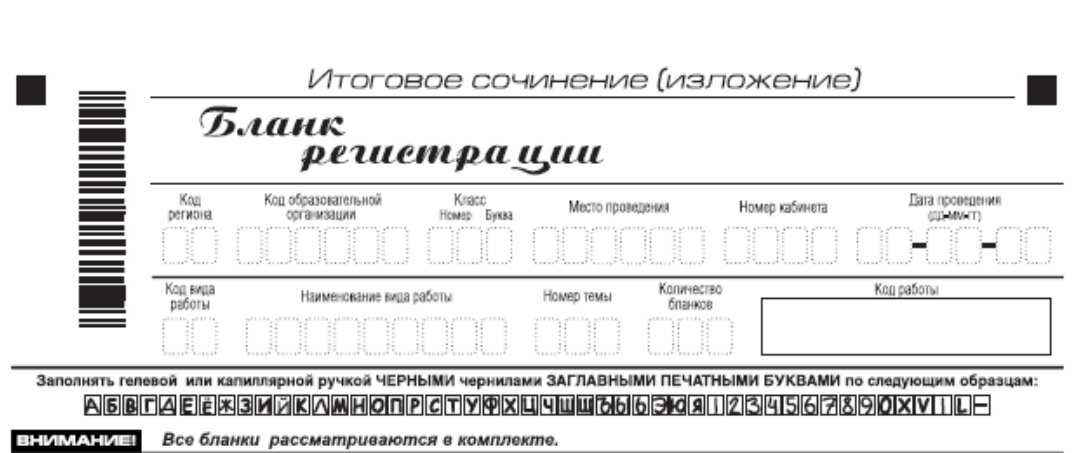 Итоговое сочинение (изложение)
Бланк
регистрации
Код региона
Код образовательной организации
Класс
Номер Буква
Место проведения
Номер кабинета
Дата проведения
(ДД-ММ-ГГ)
Код вида работы
Наименование вида работы
Номер темы
Количество бланков
Код работы
Заполнять гелевой или капиллярной ручкой ЧЕРНЫМИ чернилами ЗАГЛАВНЫМИ ПЕЧАТНЫМИ БУКВАМИ по следующим образцам:
АБВГДЕЁЖЗИЙКЛМНОПРСТУФХЦЧШЩЪЫЬЭЮЯ1234567890XVIL-
ВНИМАНИЕ! Все бланки рассматриваются в комплекте.